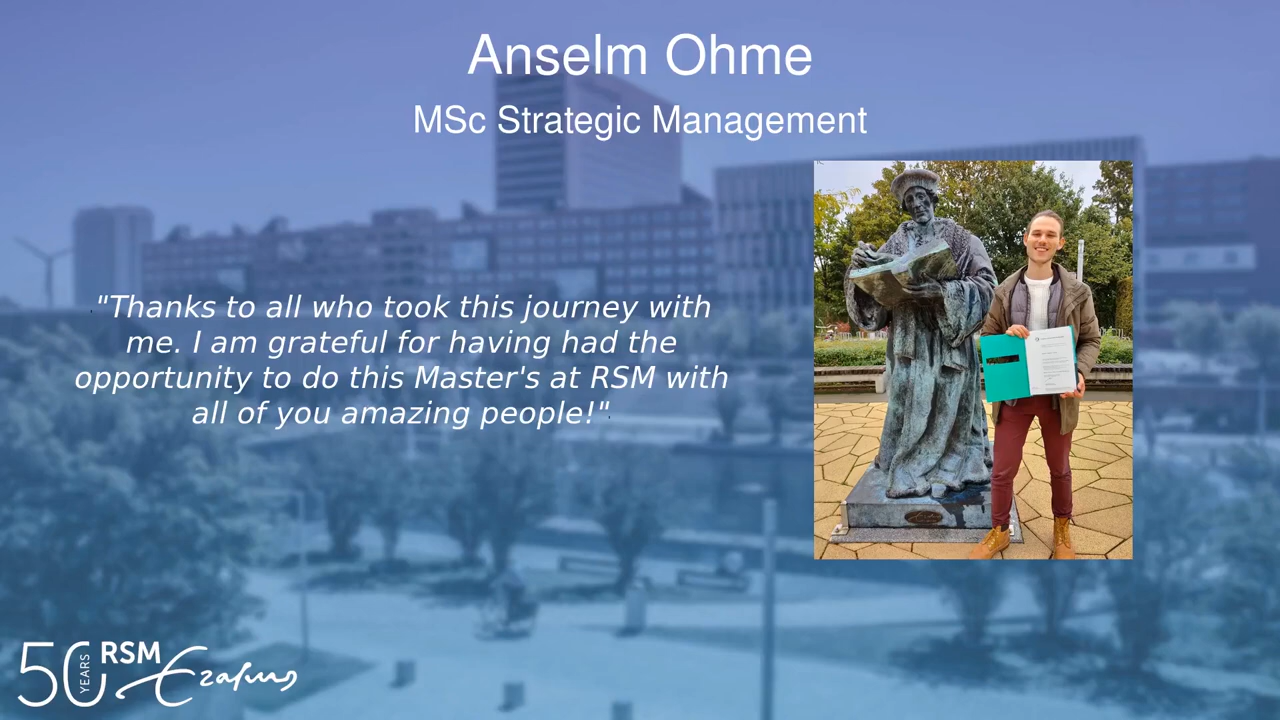 Anselm Ohme
MSc Strategic Management
"Thanks to all who took this journey with
me. I am grateful for having had the
opportunity to do this Master's at RSM with
all of you amazing people!"
50 YEARS RSM
Erasmus